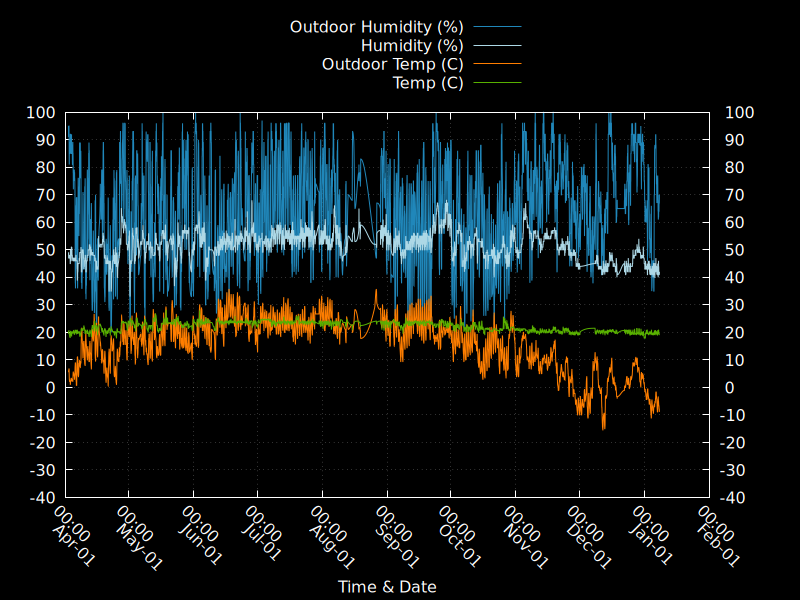 Outdoor Humidity (%)
Humidity (%)
Outdoor Temp (C)
Temp (C)
100 100
90 90
80 80
70 70
60 60
50 50
40 40
30 30
20 20
10 10
0 0
-10 -10
-20 -20
-30 -30
-40 -40
00:00 00:00 00:00 00:00 00:00 00:00 00:00 00:00 00:00 00:00 00:00
Apr-01 May-01 Jun-01 Jul-01 Aug-01 Sep-01 Oct-01 Nov-01 Dec-01 Jan-01 Feb-01
Time & Date